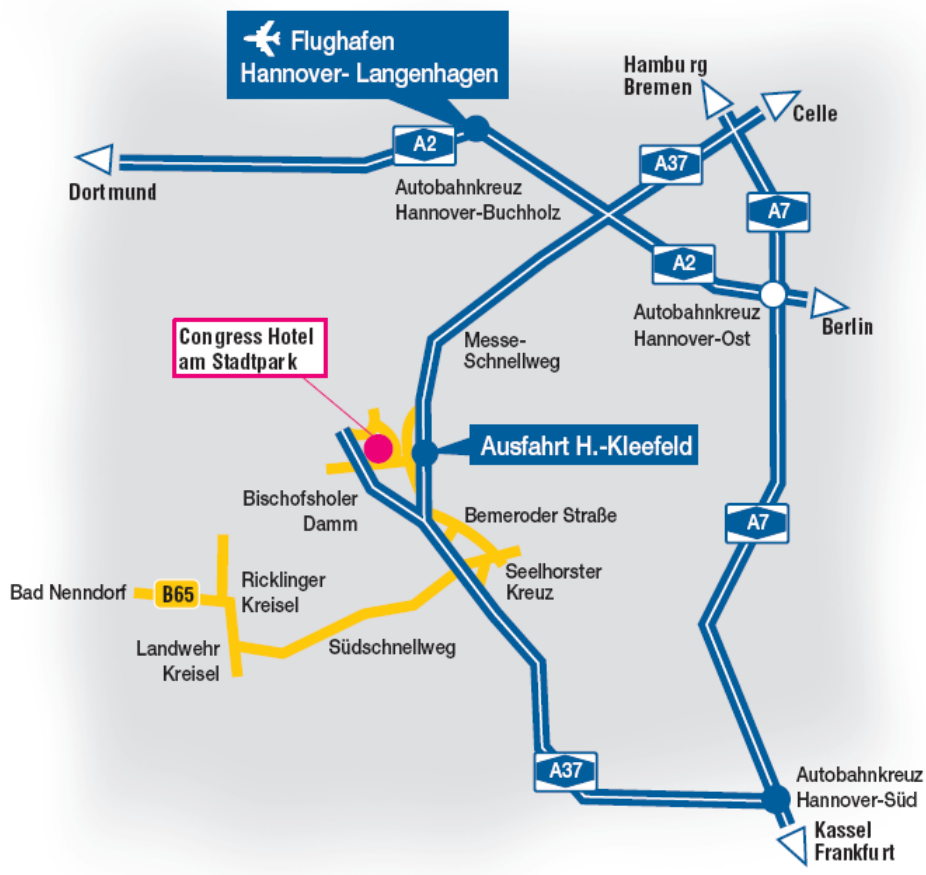 Flughafen
Hannover- Langenhagen
Hamburg
Bremen
Celle
A2
A37
Dortmund
Autobahnkreuz
Hannover-Buchholz
A7
A2
Autobahnkreuz
Hannover-Ost
Berlin
Congress Hotel
am Stadtpark
Messe-
Schnellweg
Ausfahrt H.-Kleefeld
Bischofsholer
Damm
Bemeroder Straße
A7
Seelhorster
Kreuz
Bad Nenndorf
B65
Ricklinger
Kreisel
Landwehr
Kreisel
Südschnellweg
A37
Autobahnkreuz
Hannover-Süd
Kassel
Frankfurt